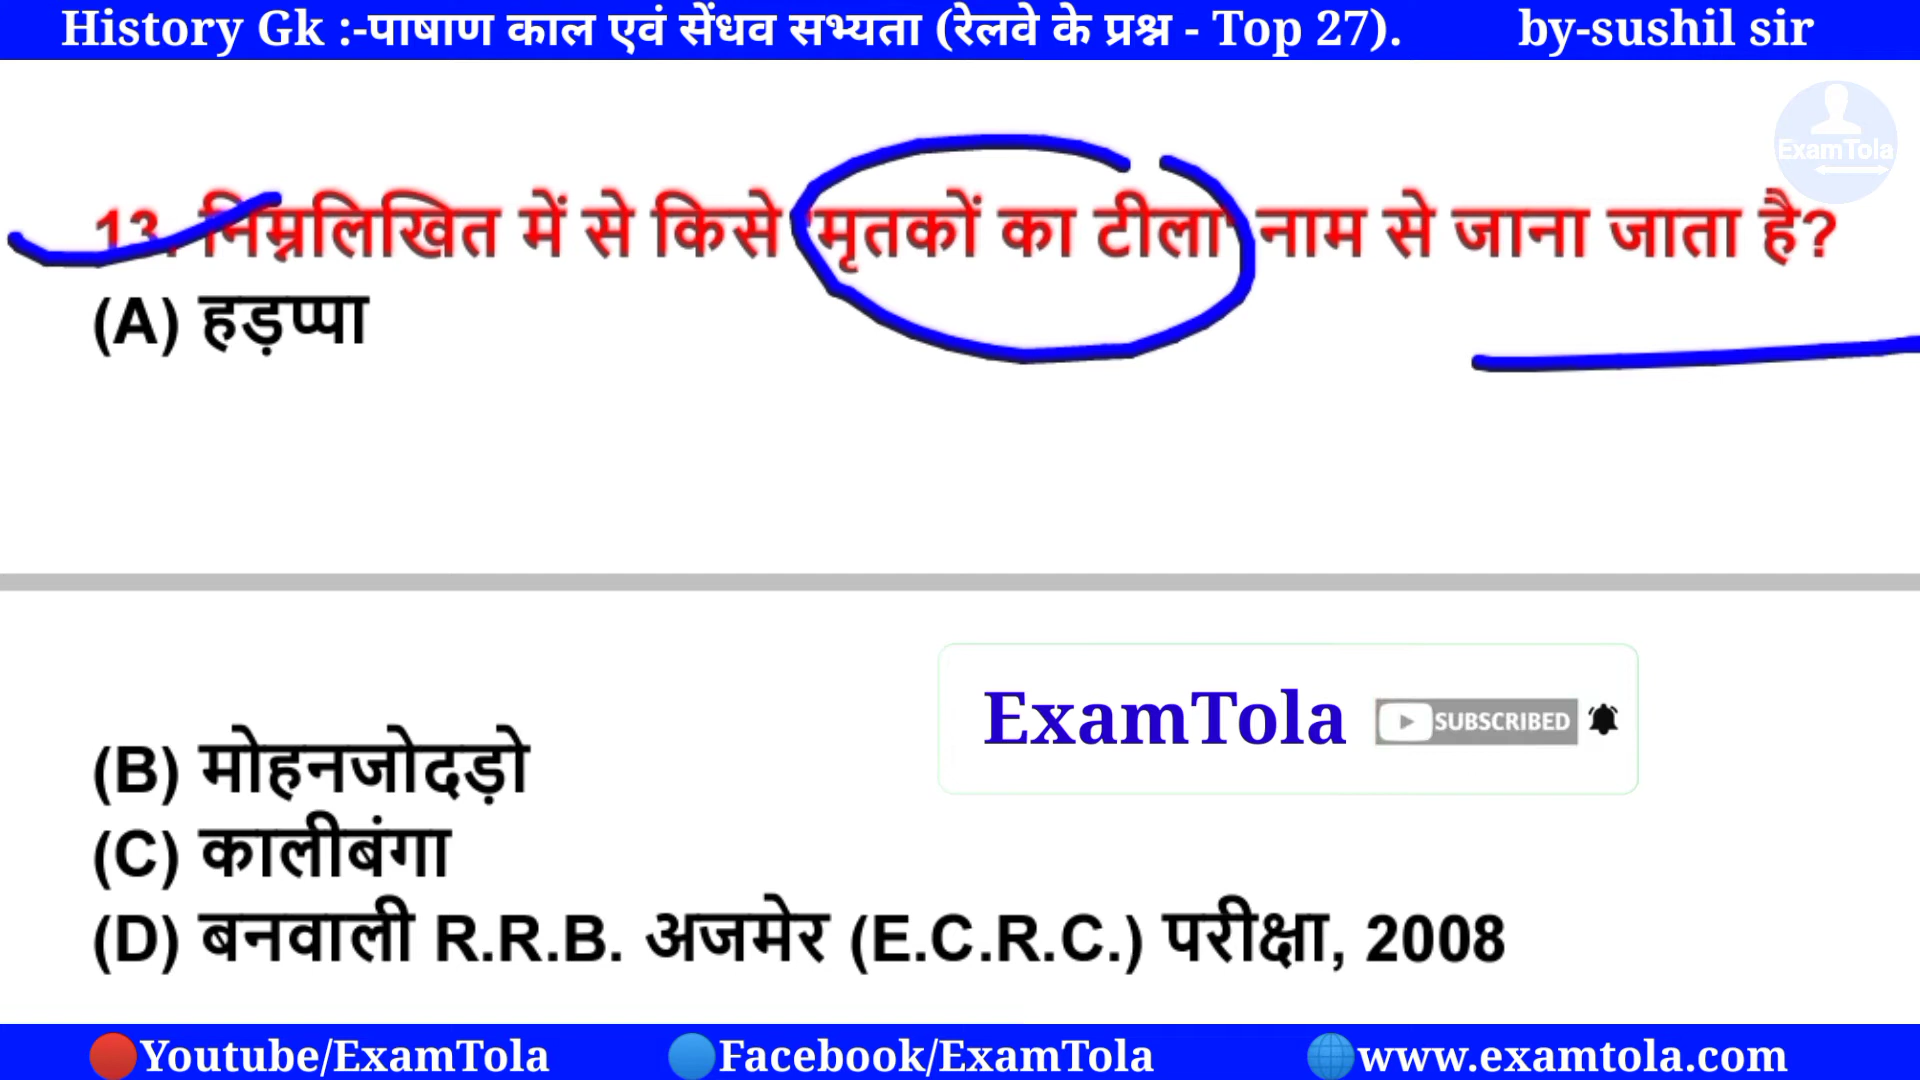 History Gk :-पाषाण काल एवं सेंधव सभ्यता (रेलवे के प्रश्न - Top 27). by-sushil sir
ExamTola
13. निम्नलिखित में से किसे 'मृतकों का टीला' नाम से जाना जाता है?
(A) हड़प्पा
ExamTola SUBSCRIBED
(B) मोहनजोदड़ो
(C) कालीबंगा
(D) बनवाली R.R.B. अजमेर (E.C.R.C.) परीक्षा, 2008
Youtube/ExamTola Facebook/ExamTola www.examtola.com